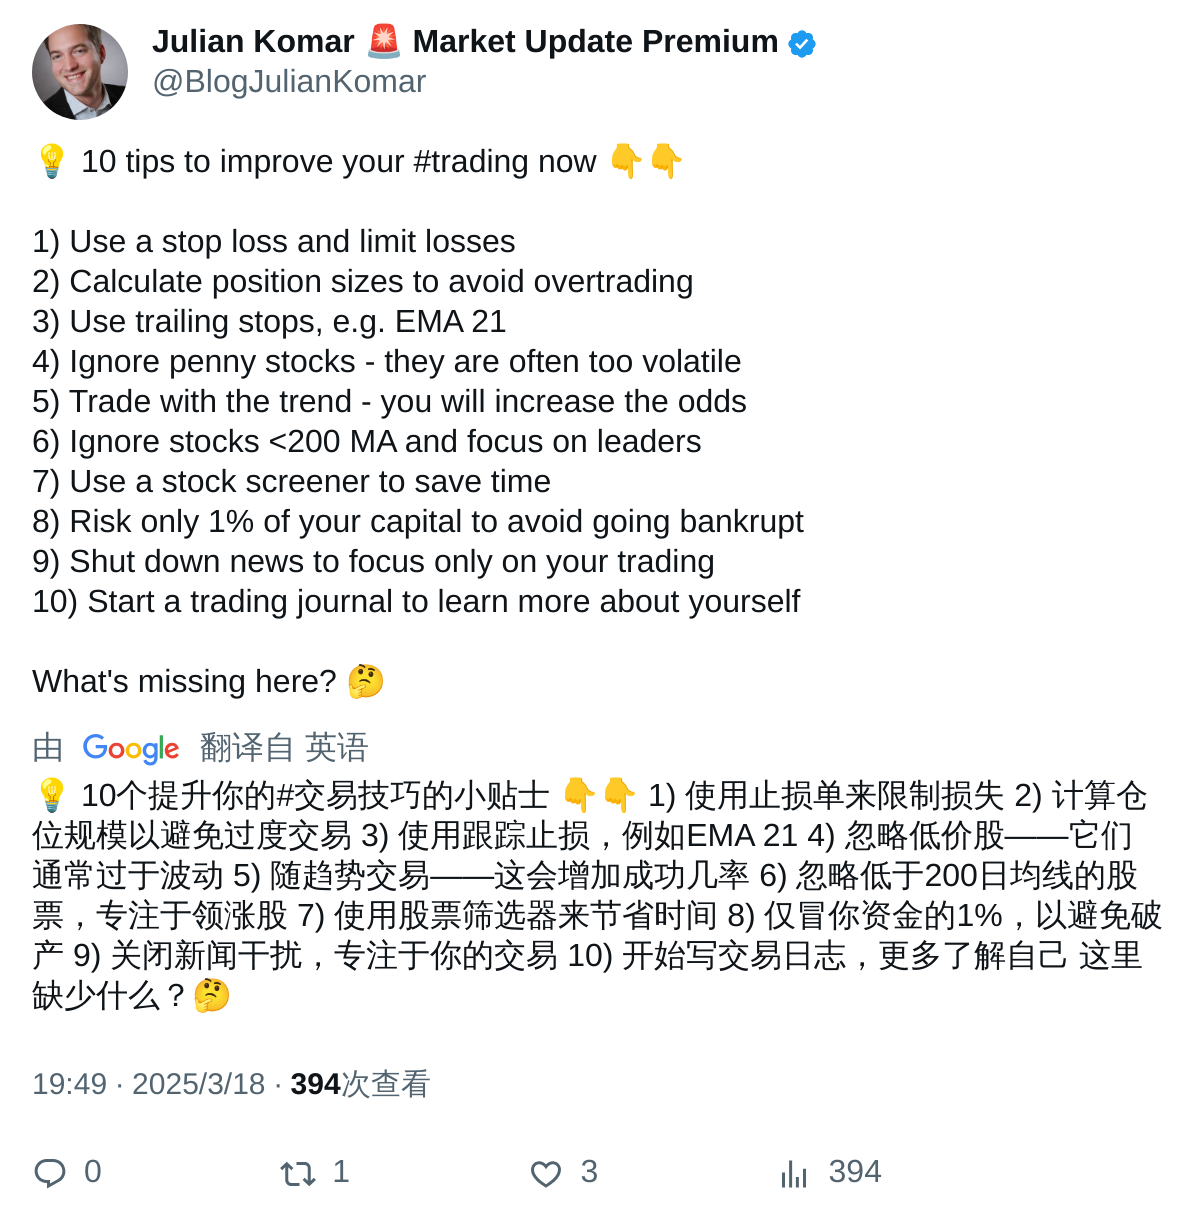 Julian Komar 🚨 Market Update Premium
@BlogJulianKomar
💡 10 tips to improve your #trading now 👇👇
1) Use a stop loss and limit losses
2) Calculate position sizes to avoid overtrading
3) Use trailing stops, e.g. EMA 21
4) Ignore penny stocks - they are often too volatile
5) Trade with the trend - you will increase the odds
6) Ignore stocks <200 MA and focus on leaders
7) Use a stock screener to save time
8) Risk only 1% of your capital to avoid going bankrupt
9) Shut down news to focus only on your trading
10) Start a trading journal to learn more about yourself
What's missing here? 🤔
由 Google 翻译自 英语
💡 10个提升你的#交易技巧的小贴士 👇👇 1) 使用止损单来限制损失 2) 计算仓
位规模以避免过度交易 3) 使用跟踪止损，例如EMA 21 4) 忽略低价股——它们
通常过于波动 5) 随趋势交易——这会增加成功几率 6) 忽略低于200日均线的股
票，专注于领涨股 7) 使用股票筛选器来节省时间 8) 仅冒你资金的1%，以避免破
产 9) 关闭新闻干扰，专注于你的交易 10) 开始写交易日志，更多了解自己 这里
缺少什么？🤔
19:49 · 2025/3/18 · 394次查看
0 1 3 394